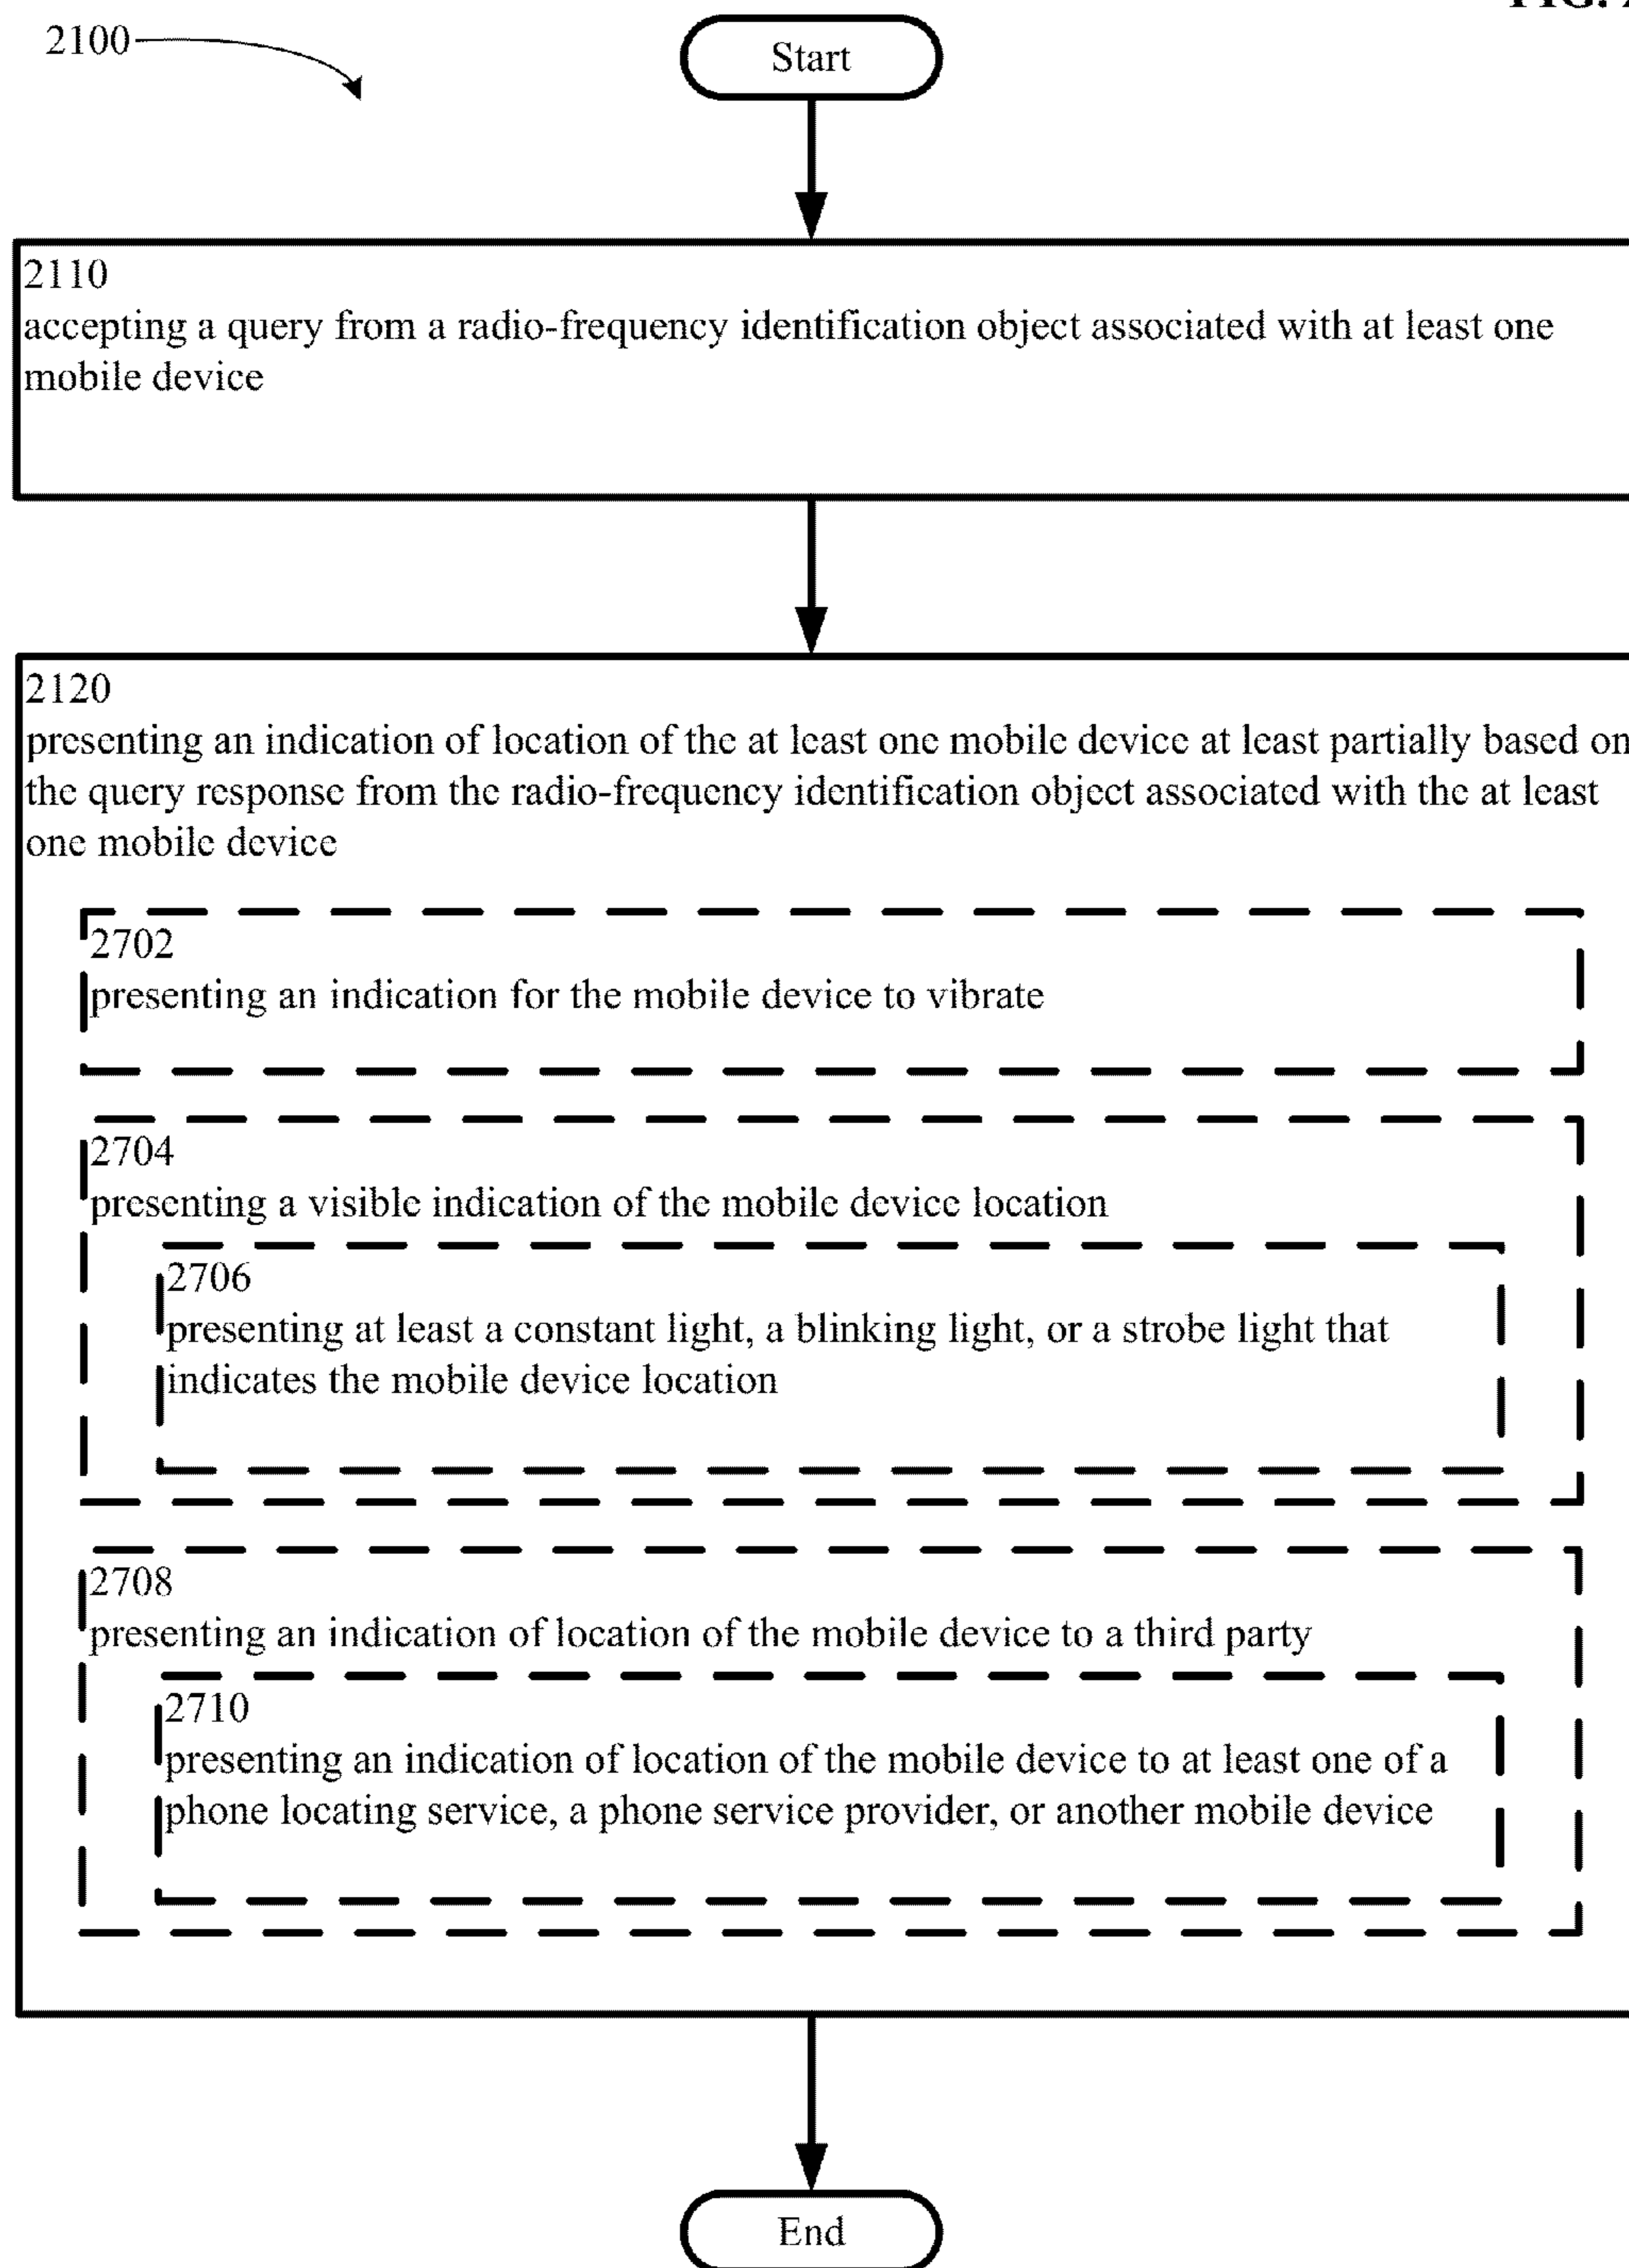 FIG.
2100
Start
2110
accepting a query from a radio-frequency identification object associated with at least one
mobile device
2120
presenting an indication of location of the at least one mobile device at least partially based on
the query response from the radio-frequency identification object associated with the at least
one mobile device
2702
presenting an indication for the mobile device to vibrate
2704
presenting a visible indication of the mobile device location
2706
presenting at least a constant light, a blinking light, or a strobe light that
indicates the mobile device location
2708
presenting an indication of location of the mobile device to a third party
2710
presenting an indication of location of the mobile device to at least one of a
phone locating service, a phone service provider, or another mobile device
End